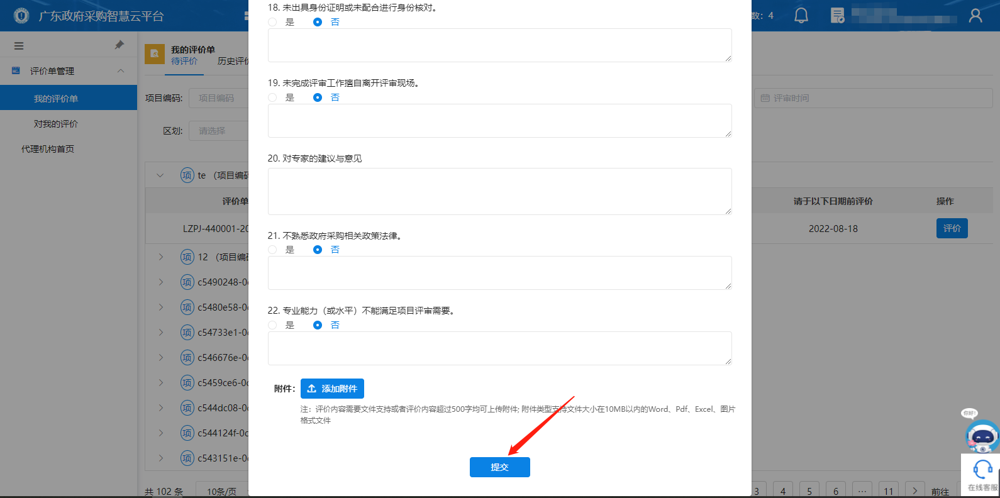 广东政府采购智慧云平台
数：4
评价单管理
我的评价单
对我的评价
代理机构首页
我的评价单
待评价
历史评价
项目编码:
项目编码
评审时间
区划:
请选择
项 te （项目编码
评价单
请于以下日期前评价
操作
LZPJ-440001-20
2022-08-18
评价
项 12 （项目编码
项 c5490248-0
项 c5480e58-0
项 c54733e1-0
项 c546676e-0
项 c5459ce6-0
项 c544dc08-0
项 c544124f-0
项 c543151e-0
共 102 条
10条/页
3
4
5
6
···
11
前往
18. 未出具身份证明或未配合进行身份核对。
是 否
19. 未完成评审工作擅自离开评审现场。
是 否
20. 对专家的建议与意见
21. 不熟悉政府采购相关政策法律。
是 否
22. 专业能力（或水平）不能满足项目评审需要。
是 否
附件：
添加附件
注：评价内容需要文件支持或者评价内容超过500字均可上传附件; 附件类型支持文件大小在10MB以内的Word、Pdf、Excel、图片
格式文件
提交
你好!
在线客服